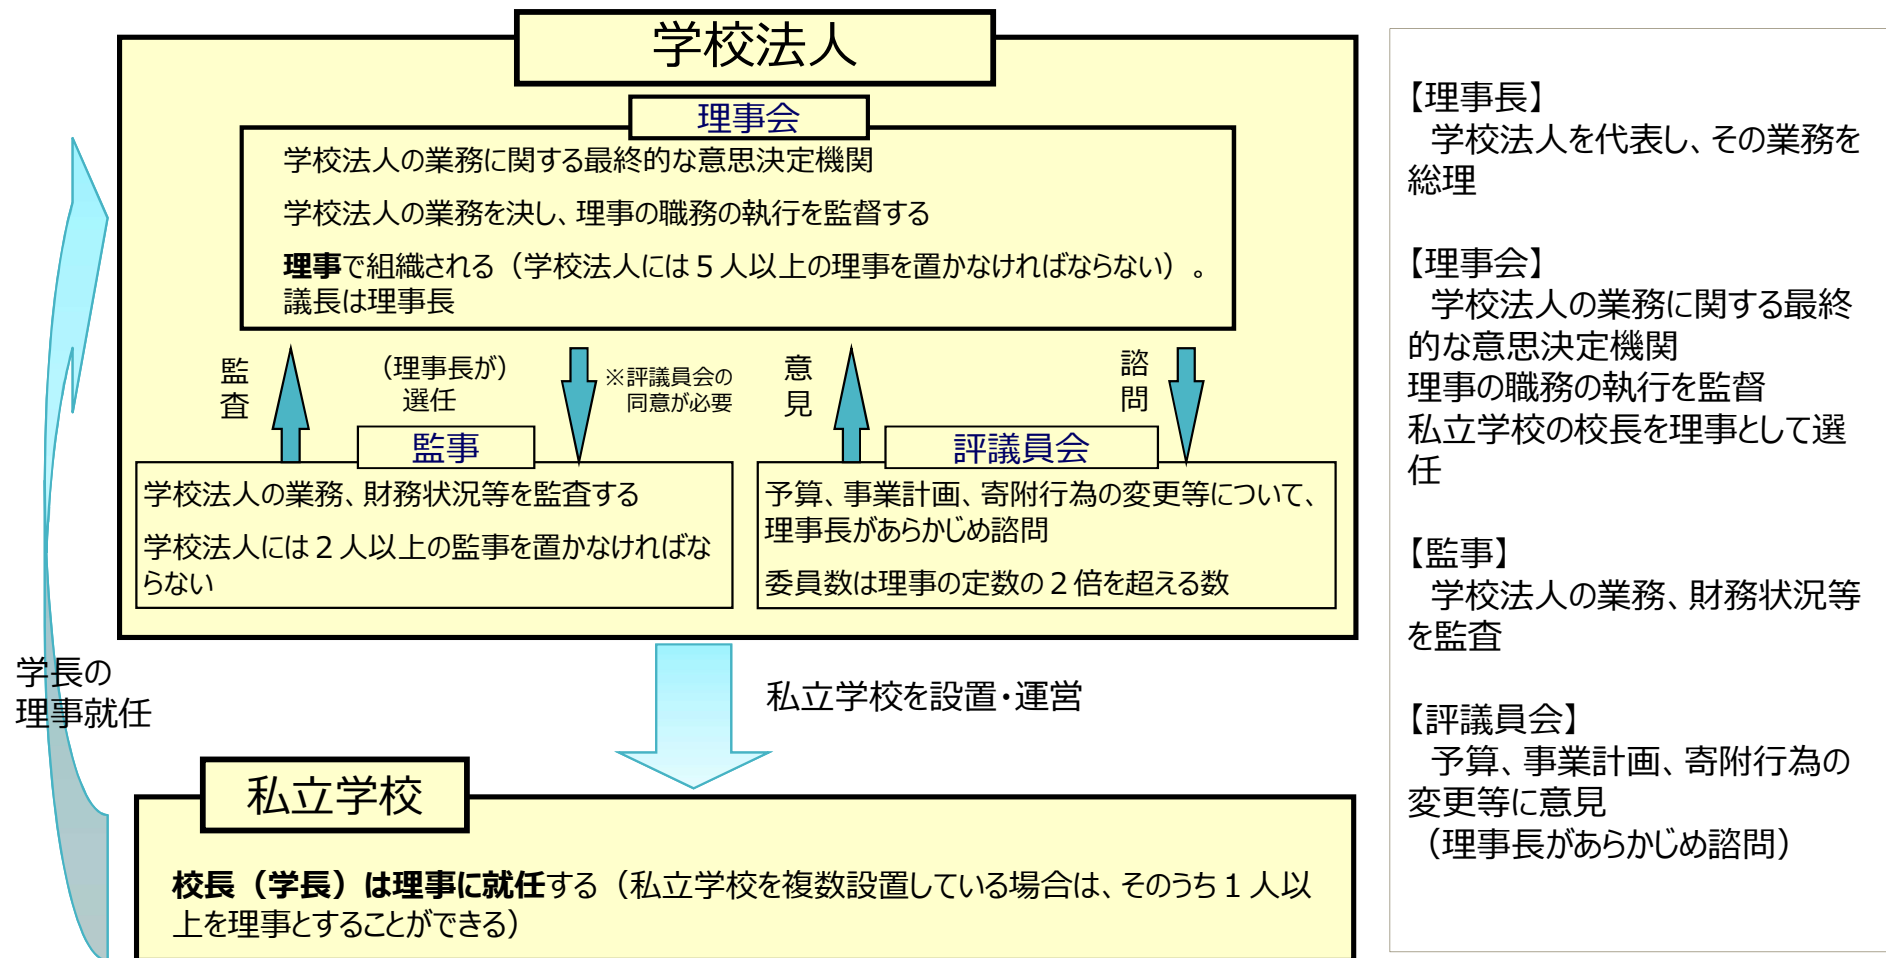 学校法人
理事会
学校法人の業務に関する最終的な意思決定機関
学校法人の業務を決し、理事の職務の執行を監督する
理事で組織される（学校法人には５人以上の理事を置かなければならない）。
議長は理事長
監査
（理事長が）
選任
※評議員会の
同意が必要
意見
諮問
監事
学校法人の業務、財務状況等を監査する
学校法人には２人以上の監事を置かなければな
らない
評議員会
予算、事業計画、寄附行為の変更等について、
理事長があらかじめ諮問
委員数は理事の定数の２倍を超える数
学長の
理事就任
私立学校を設置・運営
私立学校
校長（学長）は理事に就任する（私立学校を複数設置している場合は、そのうち１人以
上を理事とすることができる）
【理事長】
学校法人を代表し、その業務を
総理
【理事会】
学校法人の業務に関する最終
的な意思決定機関
理事の職務の執行を監督
私立学校の校長を理事として選
任
【監事】
学校法人の業務、財務状況等
を監査
【評議員会】
予算、事業計画、寄附行為の
変更等に意見
（理事長があらかじめ諮問）